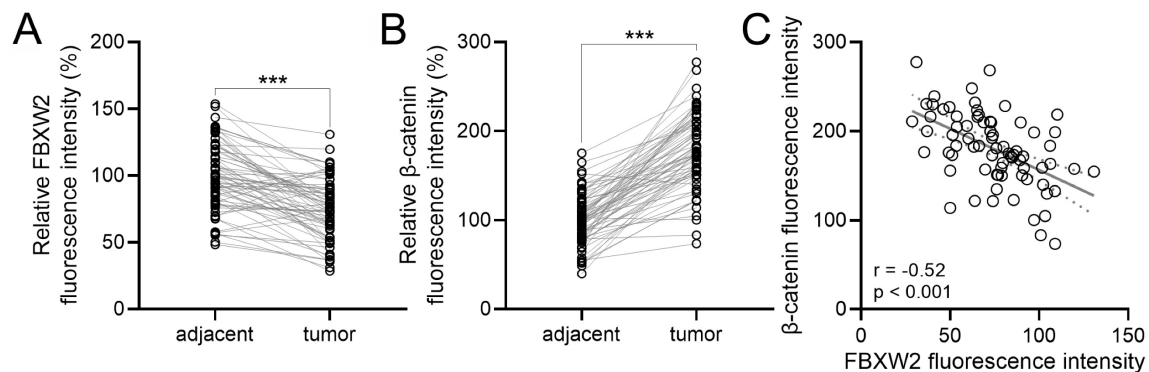 A
Relative FBXW2
fluorescence intensity (%)
200
150
100
50
0
***
adjacent
tumor
B
Relative β-catenin
fluorescence intensity (%)
300
200
100
0
***
adjacent
tumor
C
β-catenin fluorescence intensity
300
200
100
0
r = -0.52
p < 0.001
0
50
100
150
FBXW2 fluorescence intensity